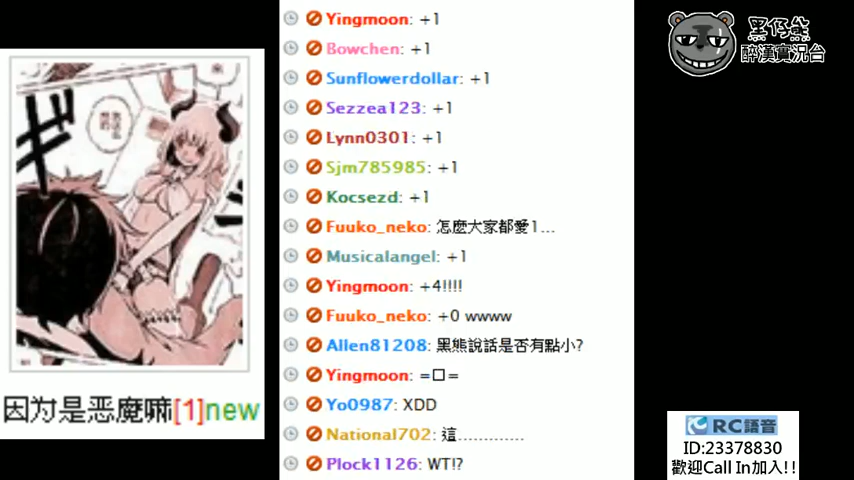 因为是恶魔嘛[1]new
Yingmoon: +1
Bowchen: +1
Sunflowerdollar: +1
Sezzea123: +1
Lynn0301: +1
Sjm785985: +1
Kocsezd: +1
Fuuko_neko: 怎麼大家都愛1...
Musicalangel: +1
Yingmoon: +4!!!!
Fuuko_neko: +0 wwww
Allen81208: 黑熊說話是否有點小?
Yingmoon: =口=
Yo0987: XDD
National702: 這.............
Plock1126: WT!?
黑仔熊
醉漢實況台
RC語音
ID:23378830
歡迎Call In加入!!